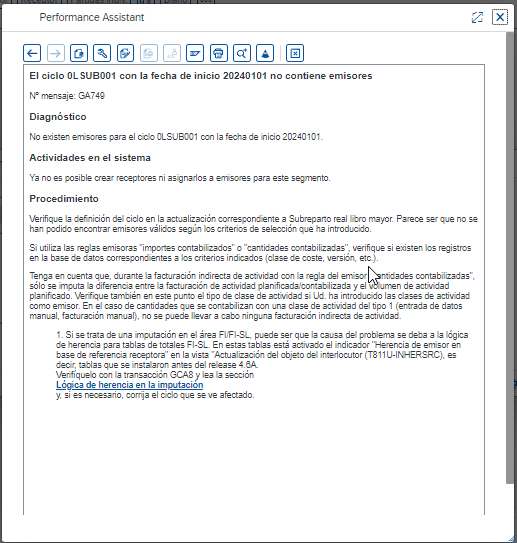 Performance Assistant
El ciclo 0LSUB001 con la fecha de inicio 20240101 no contiene emisores
Nº mensaje: GA749
Diagnóstico
No existen emisores para el ciclo 0LSUB001 con la fecha de inicio 20240101.
Actividades en el sistema
Ya no es posible crear receptores ni asignarlos a emisores para este segmento.
Procedimiento
Verifique la definición del ciclo en la actualización correspondiente a Subreparto real libro mayor. Parece ser que no se
han podido encontrar emisores válidos según los criterios de selección que ha introducido.
Si utiliza las reglas emisoras "importes contabilizados" o "cantidades contabilizadas", verifique si existen los registros
en la base de datos correspondientes a los criterios indicados (clase de coste, versión, etc.).
Tenga en cuenta que, durante la facturación indirecta de actividad con la regla del emisor "cantidades contabilizadas",
sólo se imputa la diferencia entre la facturación de actividad planificada/contabilizada y el volumen de actividad
planificado. Verifique también en este punto el tipo de clase de actividad si Ud. ha introducido las clases de actividad
como emisor. En el caso de cantidades que se contabilizan con una clase de actividad del tipo 1 (entrada de datos
manual, facturación manual), no se puede llevar a cabo ninguna facturación indirecta de actividad.
1. Si se trata de una imputación en el área FI/FI-SL, puede ser que la causa del problema se deba a la lógica
de herencia para tablas de totales FI-SL. En estas tablas está activado el indicador "Herencia de emisor en
base de referencia receptora" en la vista "Actualización del objeto del interlocutor (T811U-INHERSRC), es
decir, tablas que se instalaron antes del release 4.6A.
Verifíquelo con la transacción GCA8 y lea la sección
Lógica de herencia en la imputación
y, si es necesario, corrija el ciclo que se ve afectado.